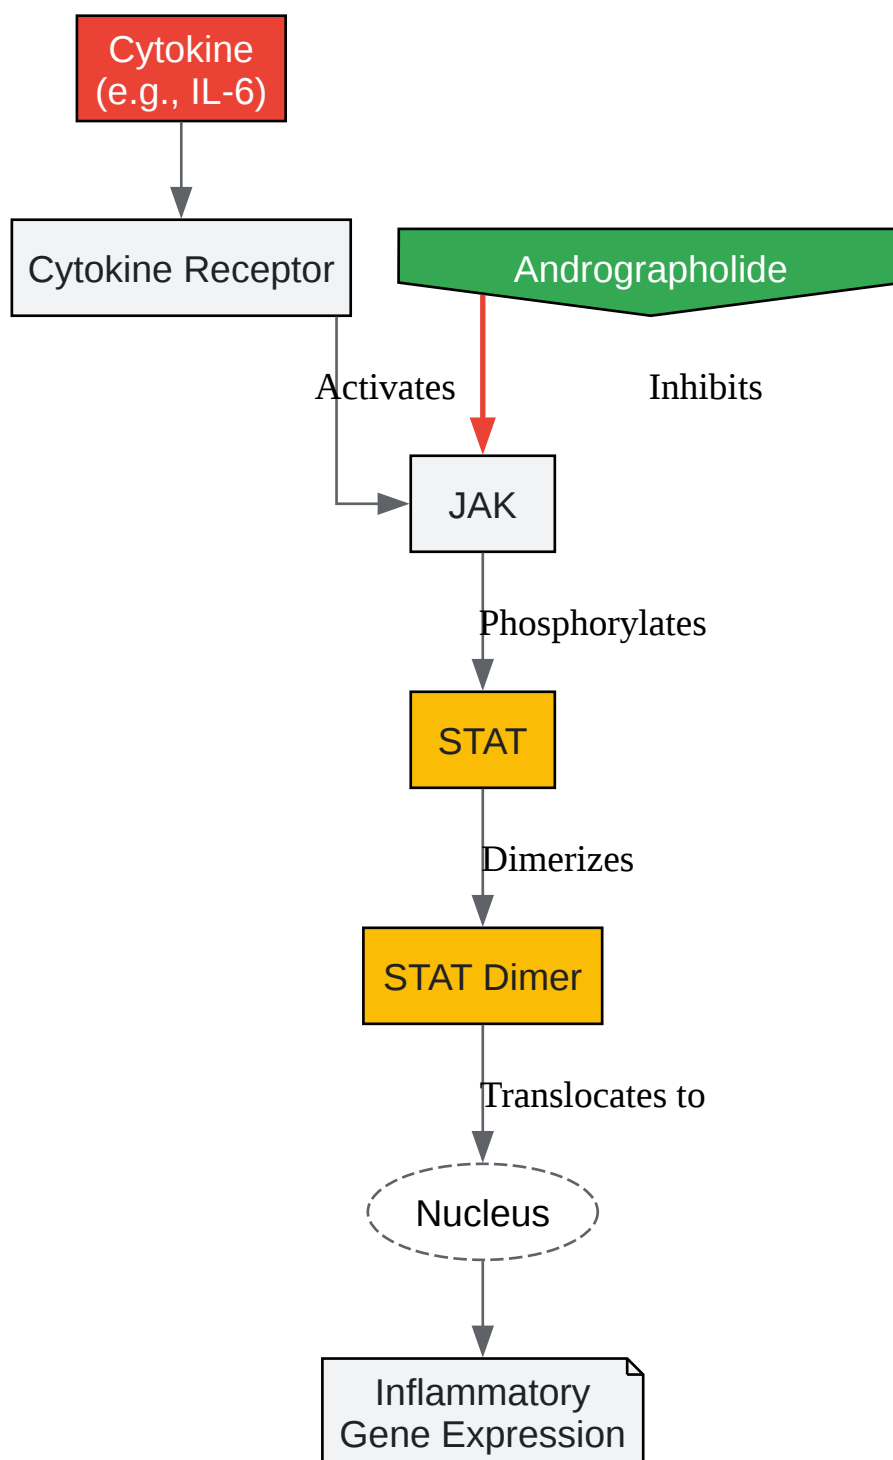 Cytokine
(e.g., IL-6)
Cytokine Receptor
Andrographolide
Activates
Inhibits
JAK
Phosphorylates
STAT
Dimerizes
STAT Dimer
Translocates to
Nucleus
Inflammatory
Gene Expression